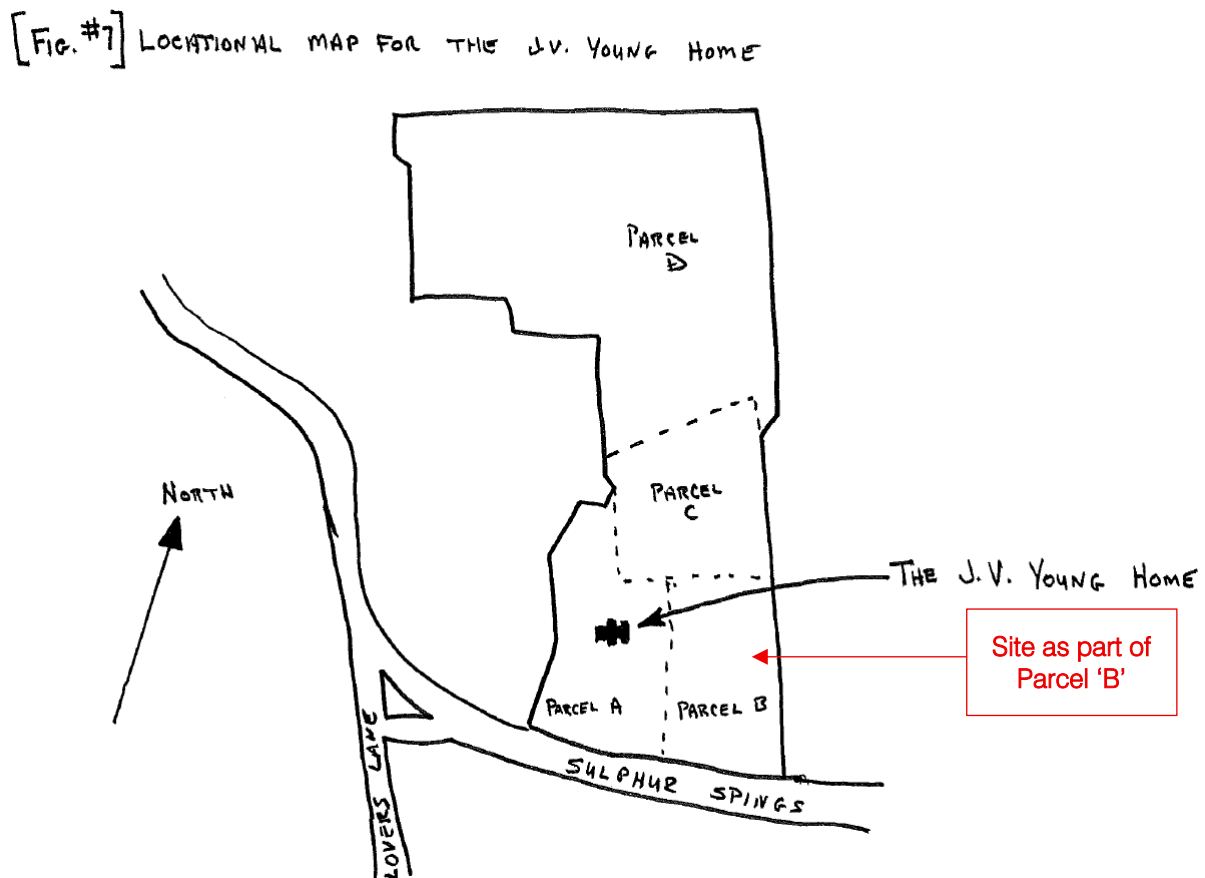 [FIG. #7] LOCATIONAL MAP FOR THE J.V. YOUNG HOME
PARCEL
D
NORTH
PARCEL
C
THE J.V. YOUNG HOME
Site as part of
Parcel ‘B’
PARCEL A
PARCEL B
SULPHUR SPINGS
LOVERS LANE